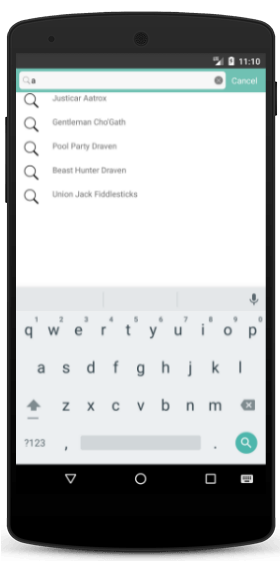 11:10
a
Cancel
Justicar Aatrox
Gentleman Cho'Gath
Pool Party Draven
Beast Hunter Draven
Union Jack Fiddlesticks
1 2 3 4 5 6 7 8 9 0
q w e r t y u i o p
a s d f g h j k l
z x c v b n m
?123 , .